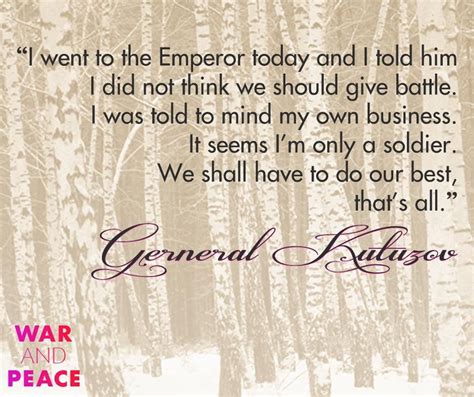 “I went to the Emperor today and I told him
I did not think we should give battle.
I was told to mind my own business.
It seems I’m only a soldier.
We shall have to do our best,
that’s all.”
Gerneral Kutuzov
WAR
AND
PEACE